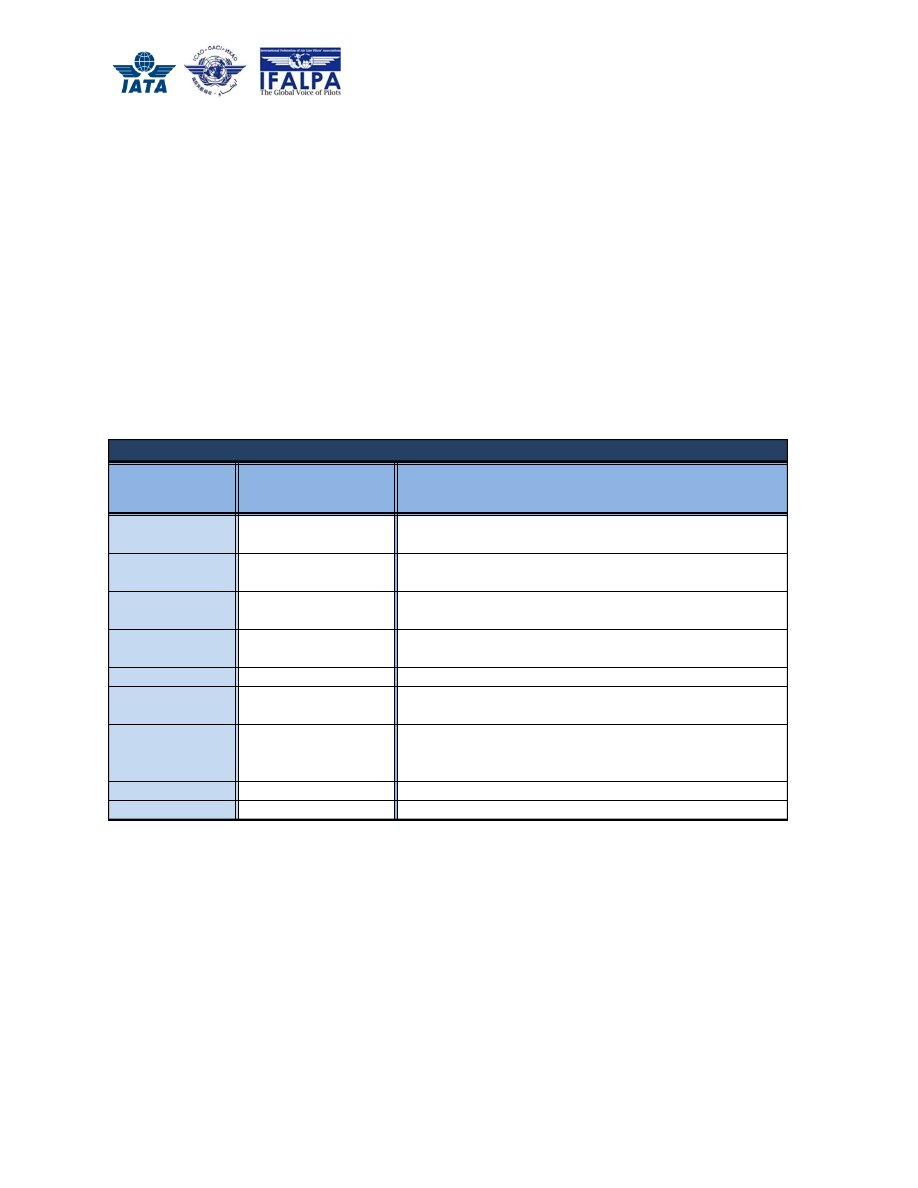 IATA
ICAO · OACI · ИКАО
International Federation of Air Line Pilots' Associations
IFALPA
The Global Voice of Pilots